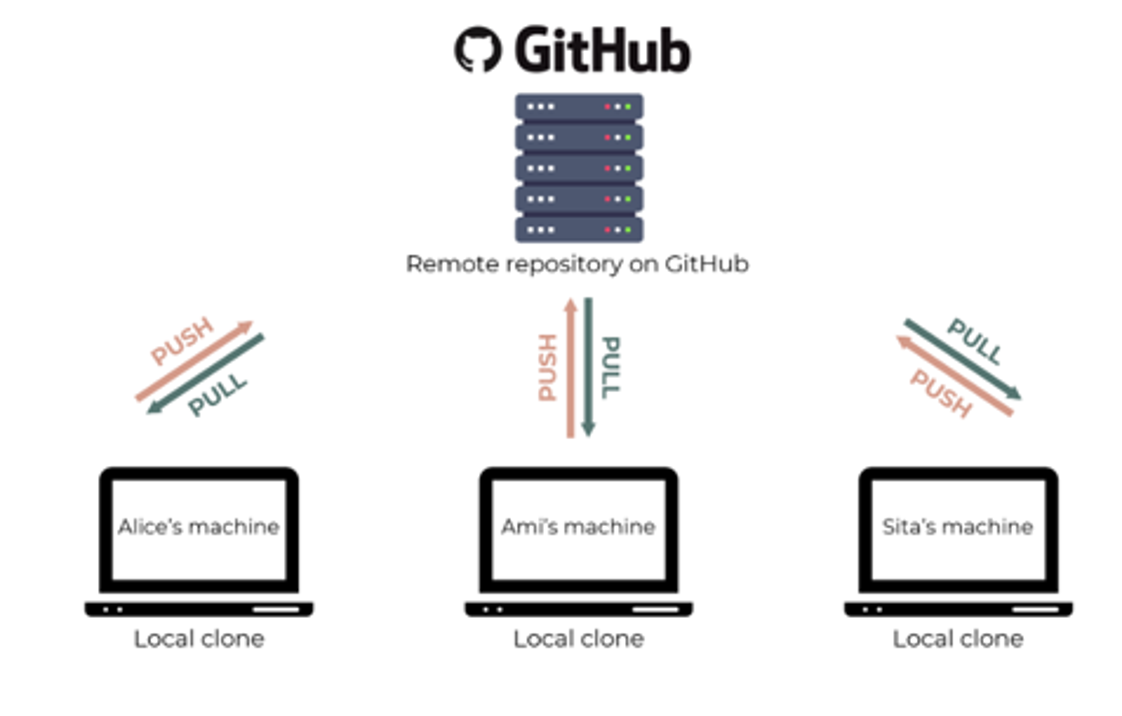 GitHub
Remote repository on GitHub
PUSH
PULL
PUSH
PULL
PULL
PUSH
Alice's machine
Ami's machine
Sita's machine
Local clone
Local clone
Local clone